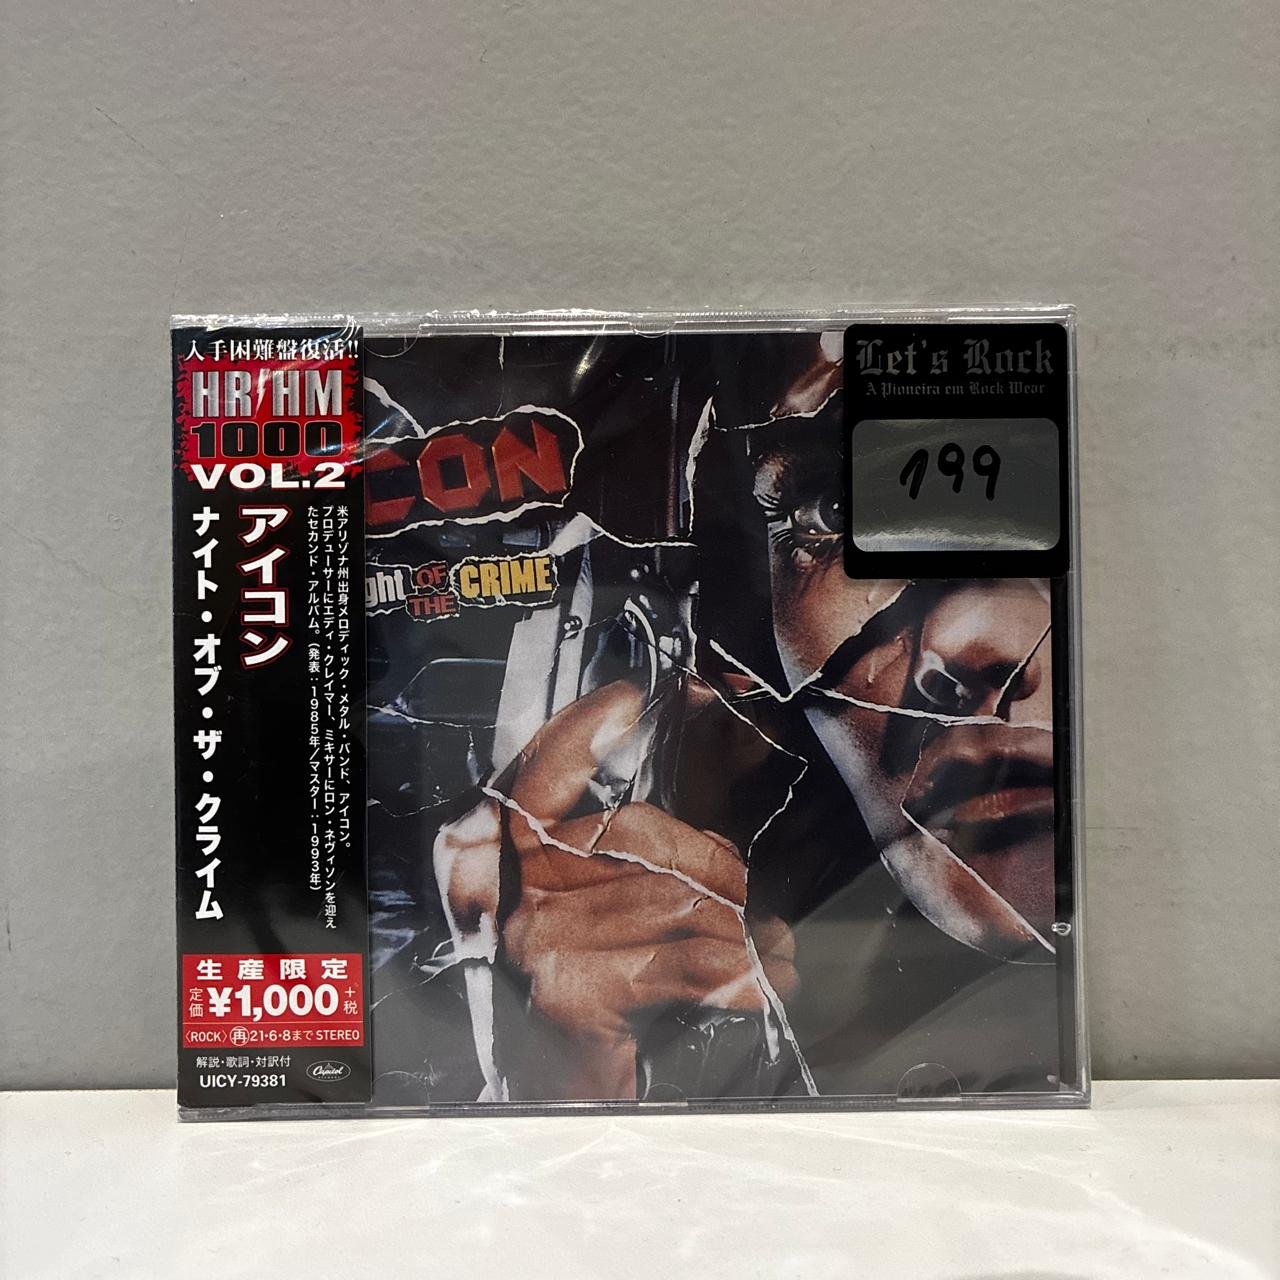 入手困難盤復活!!
HR/HM
1000
VOL.2
米アリゾナ州出身メロディック・メタル・バンド、アイコン。
プロデューサーにエディ・クレイマー、ミキサーにロン・ネヴィソンを迎え
たセカンド・アルバム。(発表:1985年/マスター:1993年)
アイコン
ナイト・オブ・ザ・クライム
生産限定
定価 ¥1,000 +税
〈ROCK〉 再 21・6・8まで STEREO
解説・歌詞・対訳付
UICY-79381
Capitol
CON
ght OF THE CRIME
Let's Rock
A Pioneira em Rock Wear
199